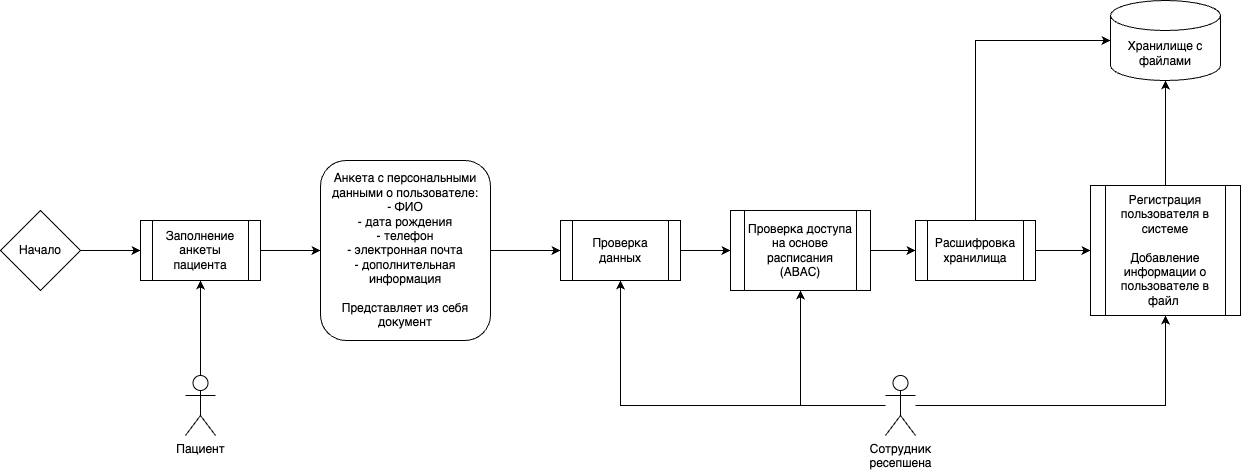 Хранилище с
файлами
Начало
Заполнение
анкеты
пациента
Анкета с персональными
данными о пользователе:
- ФИО
- дата рождения
- телефон
- электронная почта
- дополнительная
информация
Представляет из себя
документ
Проверка
данных
Проверка доступа
на основе
расписания
(ABAC)
Расшифровка
хранилища
Регистрация
пользователя в
системе
Добавление
информации о
пользователе в
файл
Пациент
Сотрудник
ресепшена